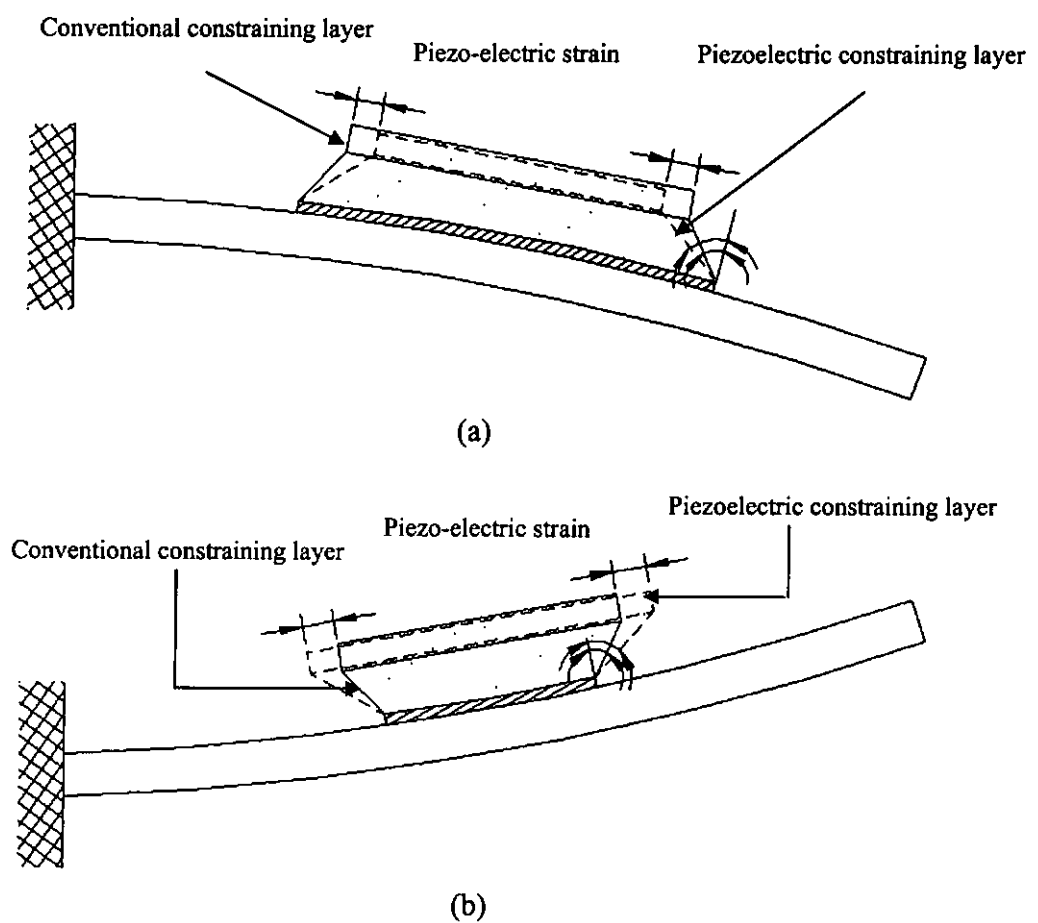 Conventional constraining layer
Piezo-electric strain
Piezoelectric constraining layer
(a)
Piezoelectric constraining layer
Piezo-electric strain
Conventional constraining layer
(b)